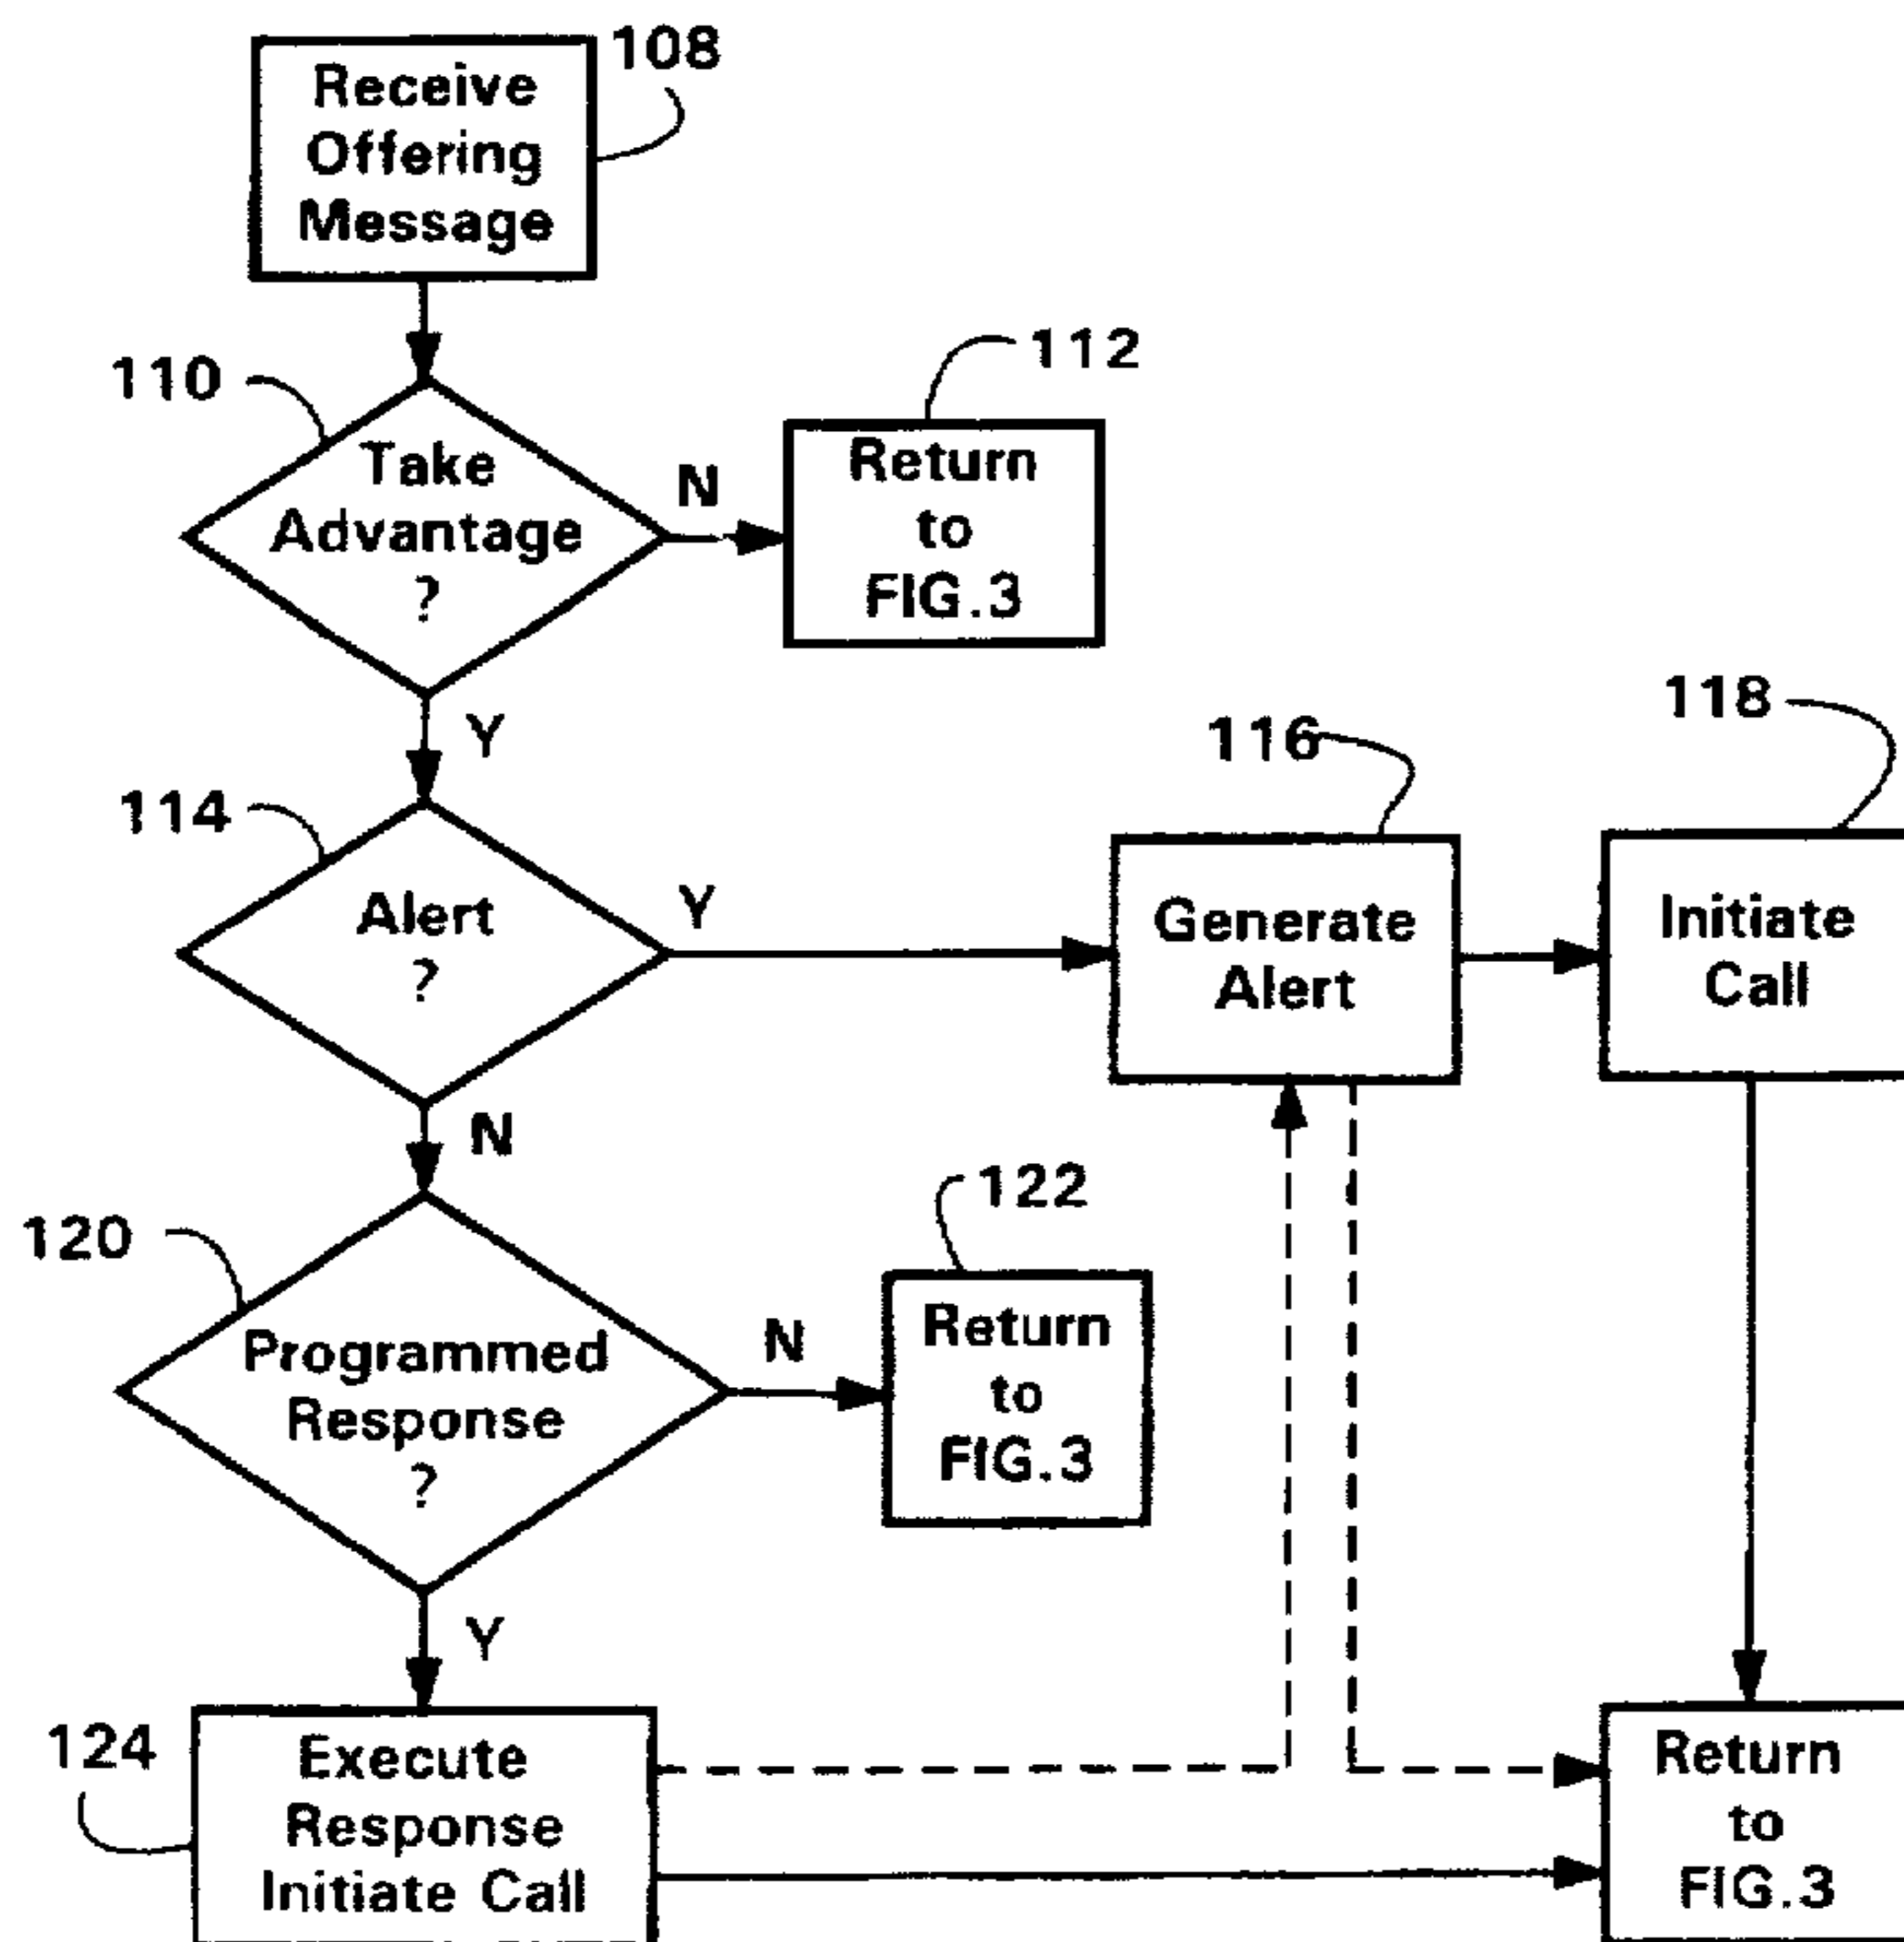 Receive
Offering
Message
108
110
Take
Advantage
?
N
112
Return
to
FIG.3
Y
114
Alert
?
Y
116
Generate
Alert
118
Initiate
Call
N
120
Programmed
Response
?
N
122
Return
to
FIG.3
Y
124
Execute
Response
Initiate Call
Return
to
FIG.3